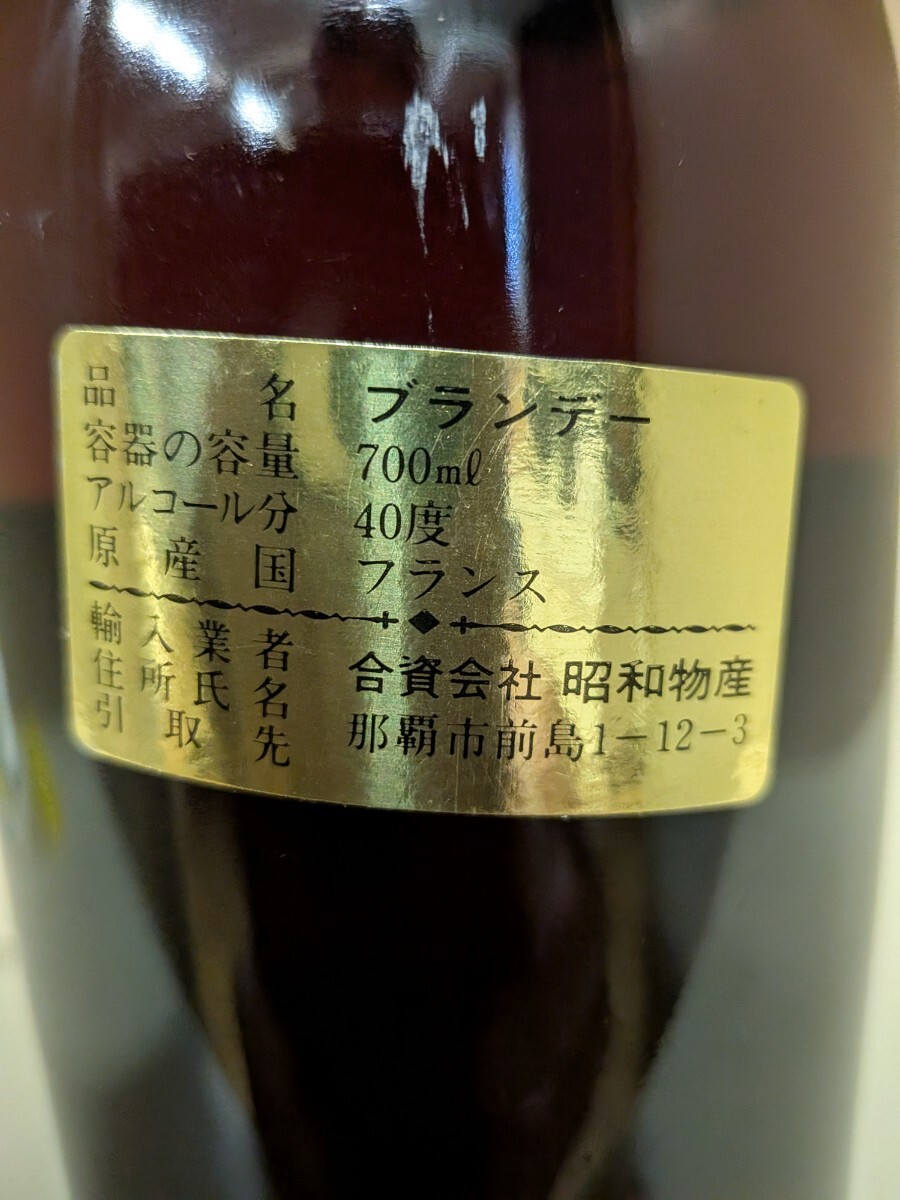 品名 ブランデー
容器の容量 700ml
アルコール分 40度
原産国 フランス
輸入業者 合資会社 昭和物産
住所氏名
引取先 那覇市前島1-12-3